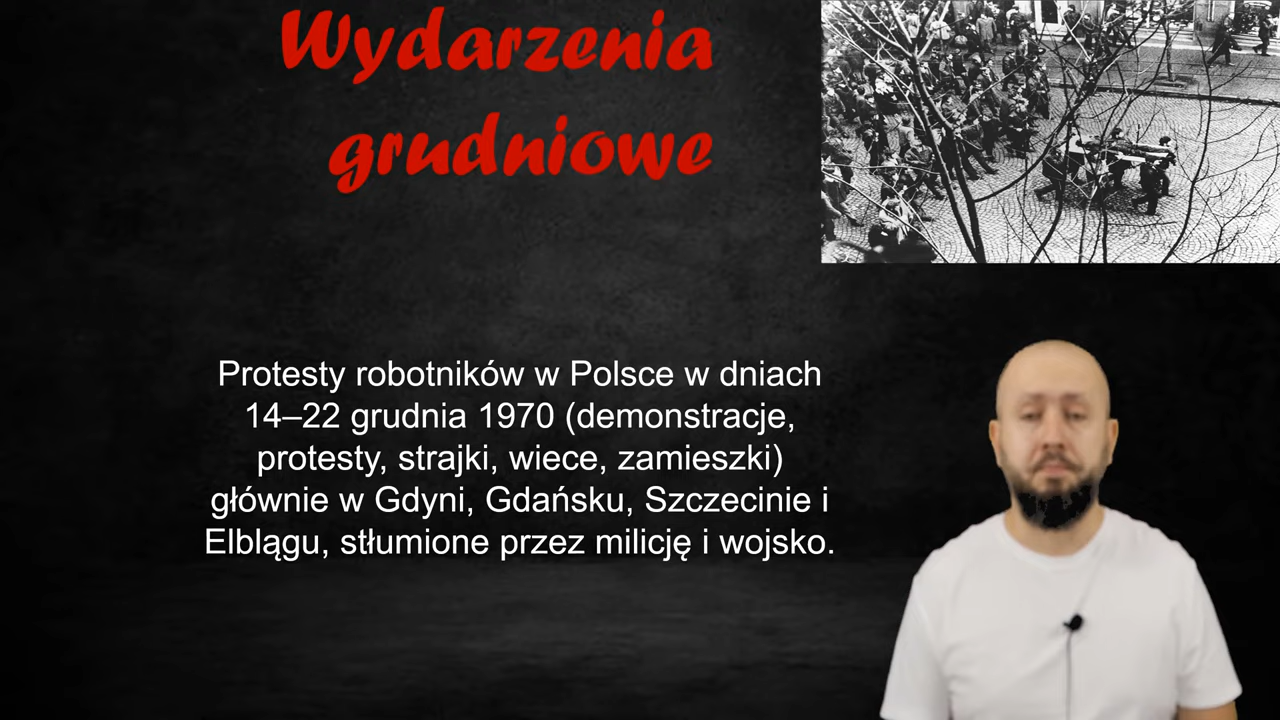 Wydarzenia
grudniowe
Protesty robotników w Polsce w dniach
14–22 grudnia 1970 (demonstracje,
protesty, strajki, wiece, zamieszki)
głównie w Gdyni, Gdańsku, Szczecinie i
Elblągu, stłumione przez milicję i wojsko.